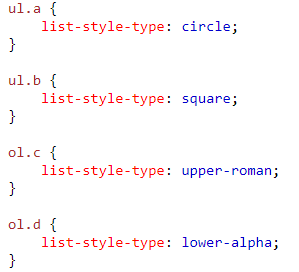 ul.a {
    list-style-type: circle;
}

ul.b {
    list-style-type: square;
}

ol.c {
    list-style-type: upper-roman;
}

ol.d {
    list-style-type: lower-alpha;
}